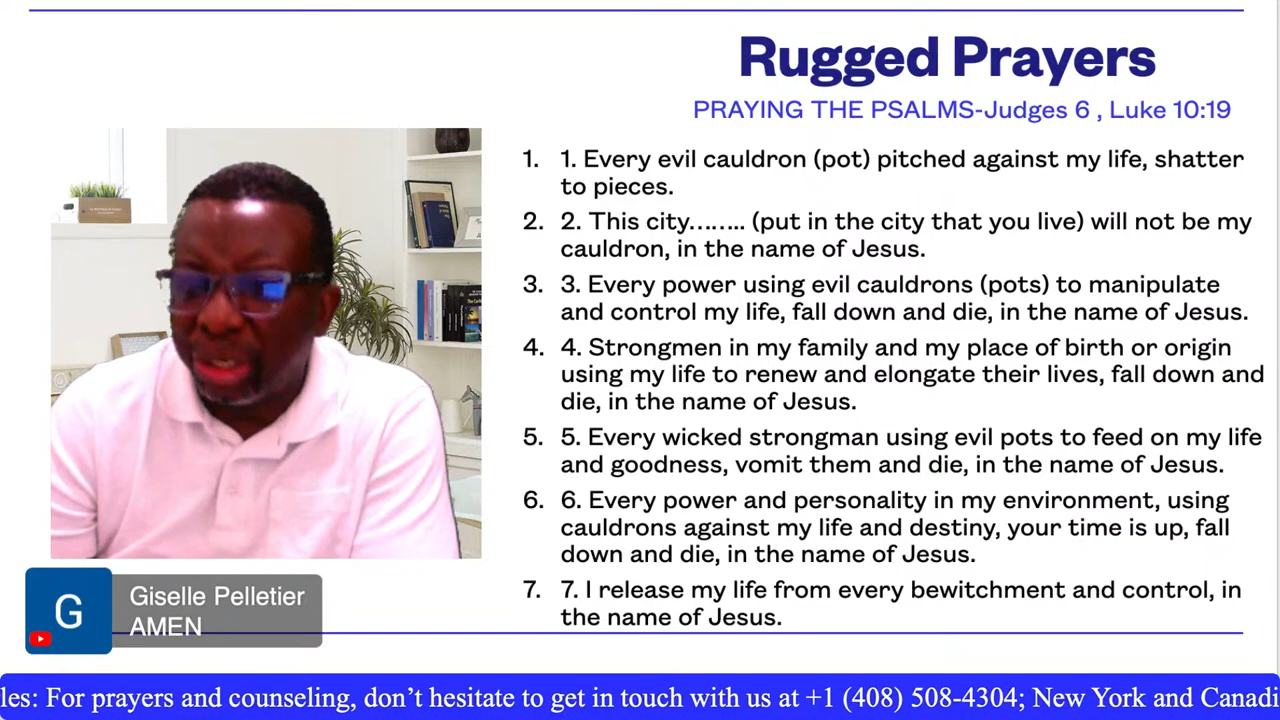 Rugged Prayers
PRAYING THE PSALMS-Judges 6 , Luke 10:19
1. 1. Every evil cauldron (pot) pitched against my life, shatter
to pieces.
2. 2. This city…….. (put in the city that you live) will not be my
cauldron, in the name of Jesus.
3. 3. Every power using evil cauldrons (pots) to manipulate
and control my life, fall down and die, in the name of Jesus.
4. 4. Strongmen in my family and my place of birth or origin
using my life to renew and elongate their lives, fall down and
die, in the name of Jesus.
5. 5. Every wicked strongman using evil pots to feed on my life
and goodness, vomit them and die, in the name of Jesus.
6. 6. Every power and personality in my environment, using
cauldrons against my life and destiny, your time is up, fall
down and die, in the name of Jesus.
7. 7. I release my life from every bewitchment and control, in
the name of Jesus.
G
Giselle Pelletier
AMEN
les: For prayers and counseling, don’t hesitate to get in touch with us at +1 (408) 508-4304; New York and Canadi